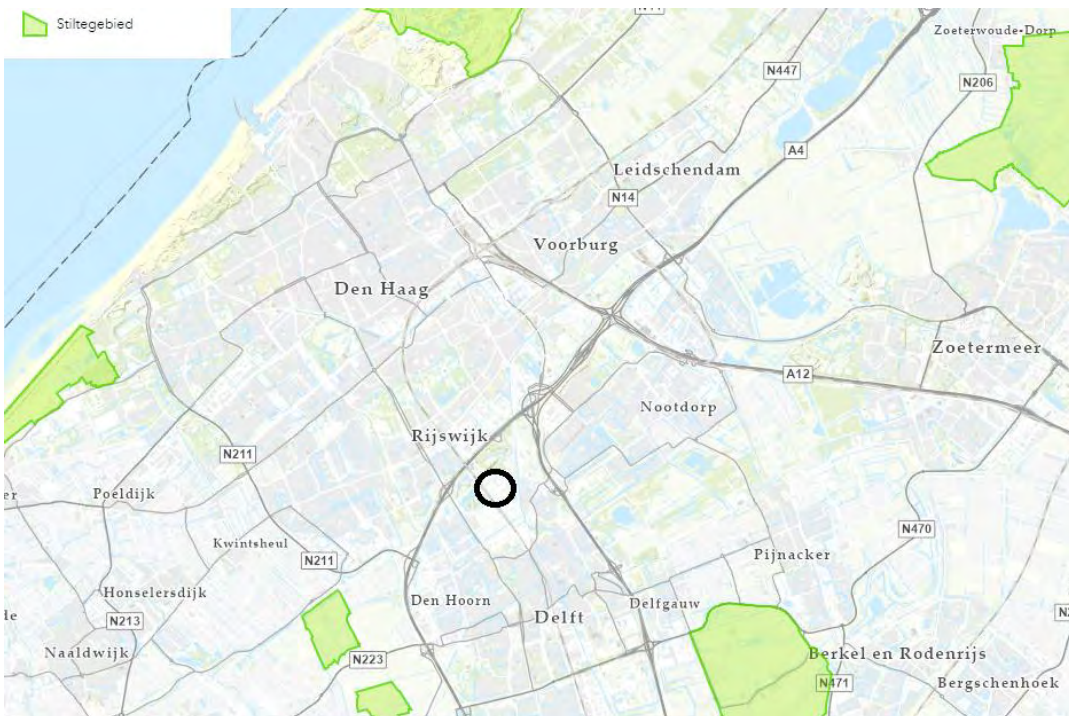 Stiltegebied
Zoeterwoude-Dorp
N447
N206
A4
Leidschendam
N14
Voorburg
Den Haag
Zoetermeer
A12
Nootdorp
Rijswijk
N211
Poeldijk
N470
Kwintsheul
N211
Pijnacker
Honselersdijk
Den Hoorn
Delfgauw
N213
Delft
Naaldwijk
N223
Berkel en Rodenrijs
N471
Bergschenhoek